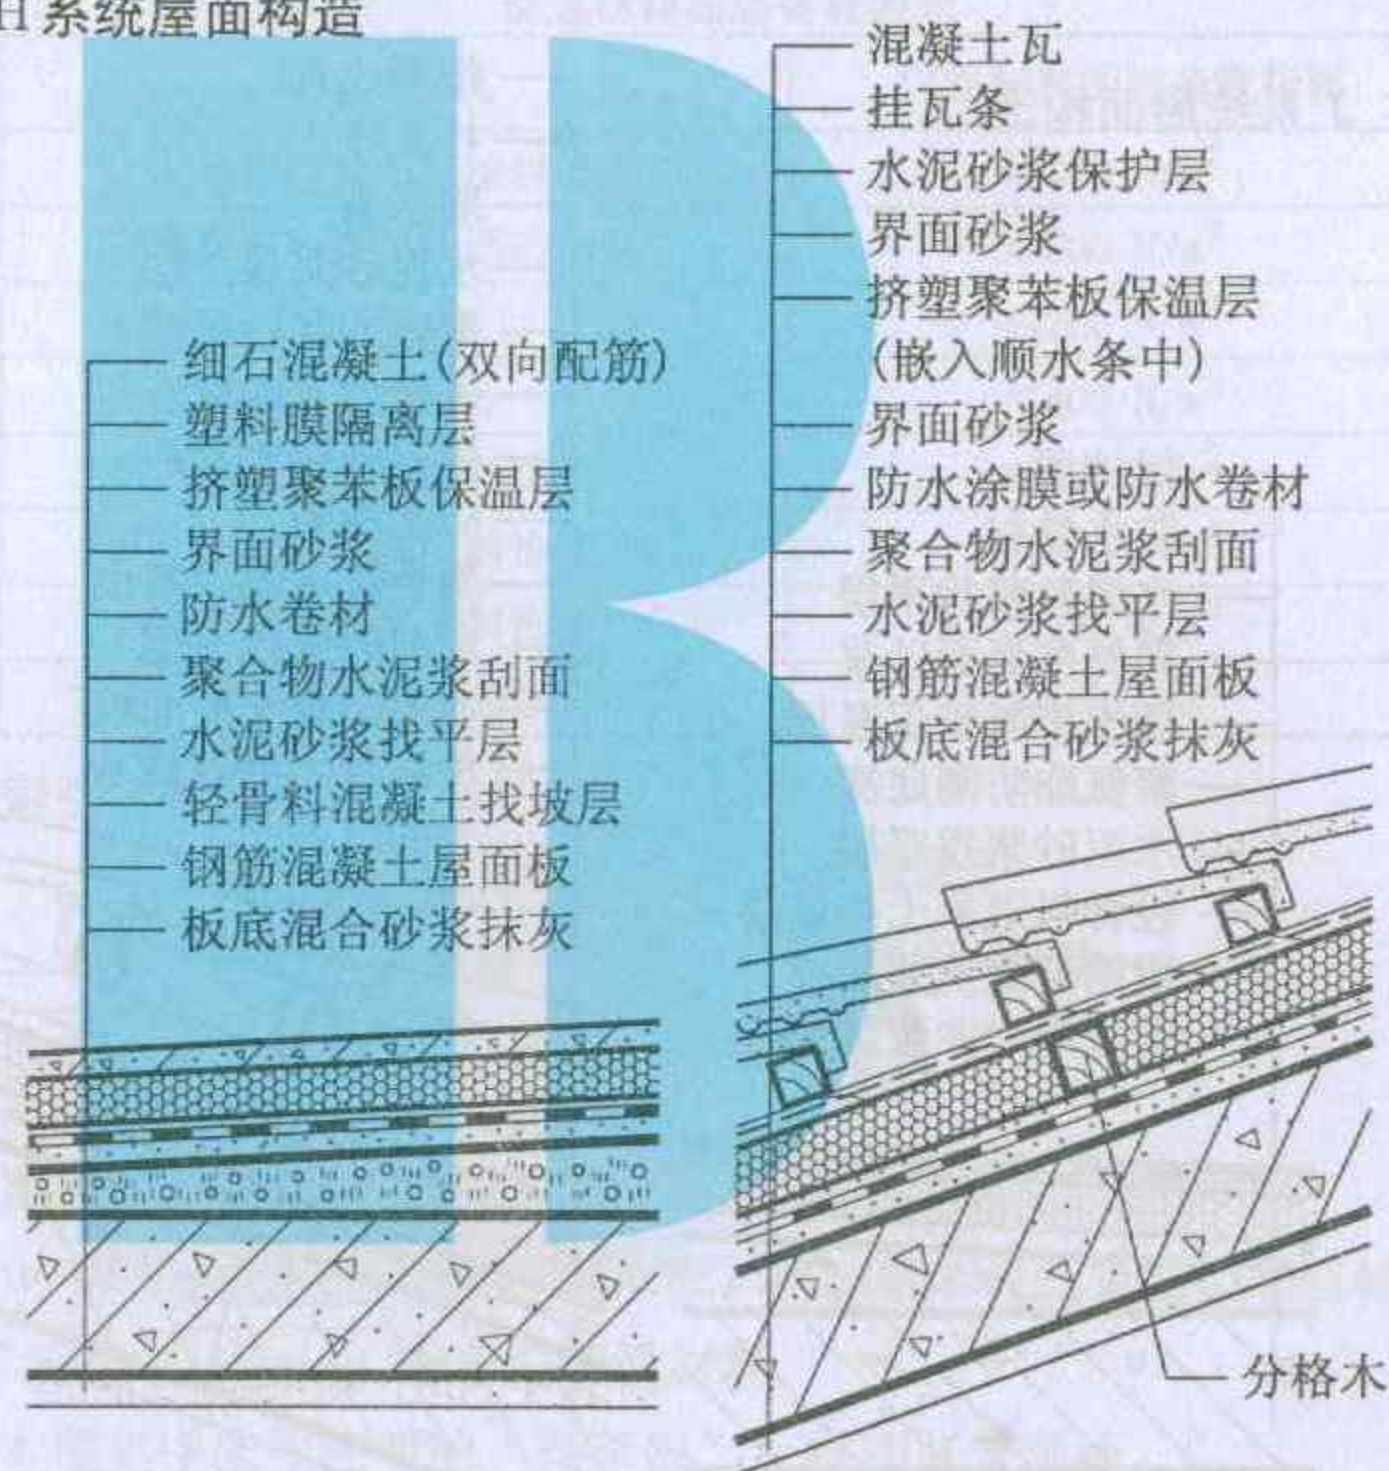 H系统屋面构造
细石混凝土(双向配筋)
塑料膜隔离层
挤塑聚苯板保温层
界面砂浆
防水卷材
聚合物水泥浆刮面
水泥砂浆找平层
轻骨料混凝土找坡层
钢筋混凝土屋面板
板底混合砂浆抹灰
混凝土瓦
挂瓦条
水泥砂浆保护层
界面砂浆
挤塑聚苯板保温层
(嵌入顺水条中)
界面砂浆
防水涂膜或防水卷材
聚合物水泥浆刮面
水泥砂浆找平层
钢筋混凝土屋面板
板底混合砂浆抹灰
分格木